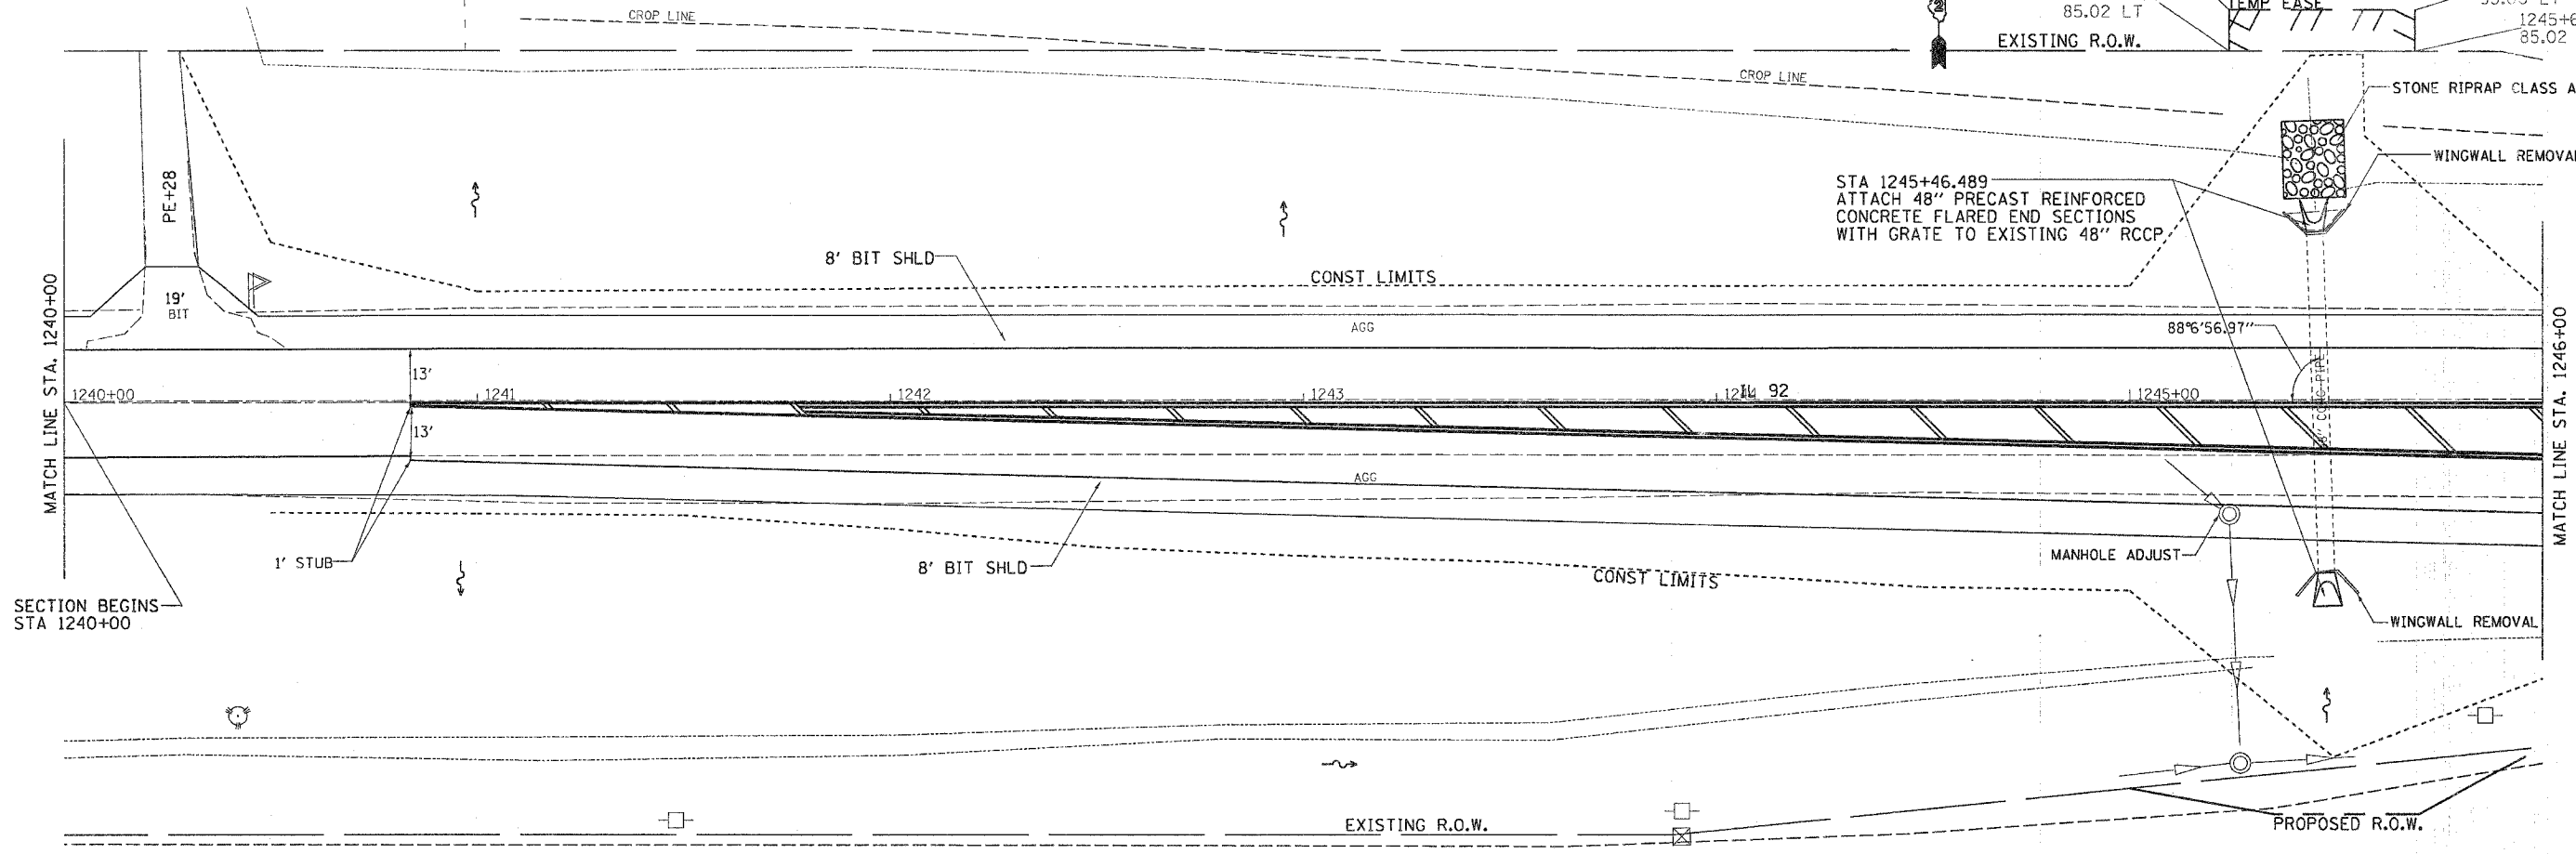 CROP LINE
2
85.02 LT
TEMP EASE
1245+6
85.02
EXISTING R.O.W.
CROP LINE
STONE RIPRAP CLASS A
WINGWALL REMOVAL
PE+28
STA 1245+46.489
ATTACH 48" PRECAST REINFORCED
CONCRETE FLARED END SECTIONS
WITH GRATE TO EXISTING 48" RCCP
8' BIT SHLD
CONST LIMITS
19'
BIT
AGG
88°6'56.97"
MATCH LINE STA. 1240+00
MATCH LINE STA. 1246+00
13'
1240+00
1241
1242
1243
IL 92
1245+00
13'
AGG
1' STUB
8' BIT SHLD
CONST LIMITS
MANHOLE ADJUST
SECTION BEGINS
STA 1240+00
WINGWALL REMOVAL
EXISTING R.O.W.
PROPOSED R.O.W.